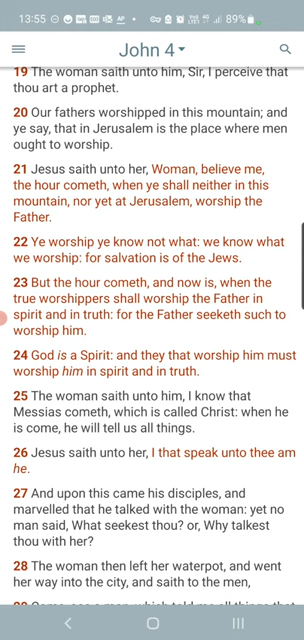 13:55
89%
John 4
19 The woman saith unto him, Sir, I perceive that
thou art a prophet.
20 Our fathers worshipped in this mountain; and
ye say, that in Jerusalem is the place where men
ought to worship.
21 Jesus saith unto her, Woman, believe me,
the hour cometh, when ye shall neither in this
mountain, nor yet at Jerusalem, worship the
Father.
22 Ye worship ye know not what: we know what
we worship: for salvation is of the Jews.
23 But the hour cometh, and now is, when the
true worshippers shall worship the Father in
spirit and in truth: for the Father seeketh such to
worship him.
24 God is a Spirit: and they that worship him must
worship him in spirit and in truth.
25 The woman saith unto him, I know that
Messias cometh, which is called Christ: when he
is come, he will tell us all things.
26 Jesus saith unto her, I that speak unto thee am
he.
27 And upon this came his disciples, and
marvelled that he talked with the woman: yet no
man said, What seekest thou? or, Why talkest
thou with her?
28 The woman then left her waterpot, and went
her way into the city, and saith to the men,